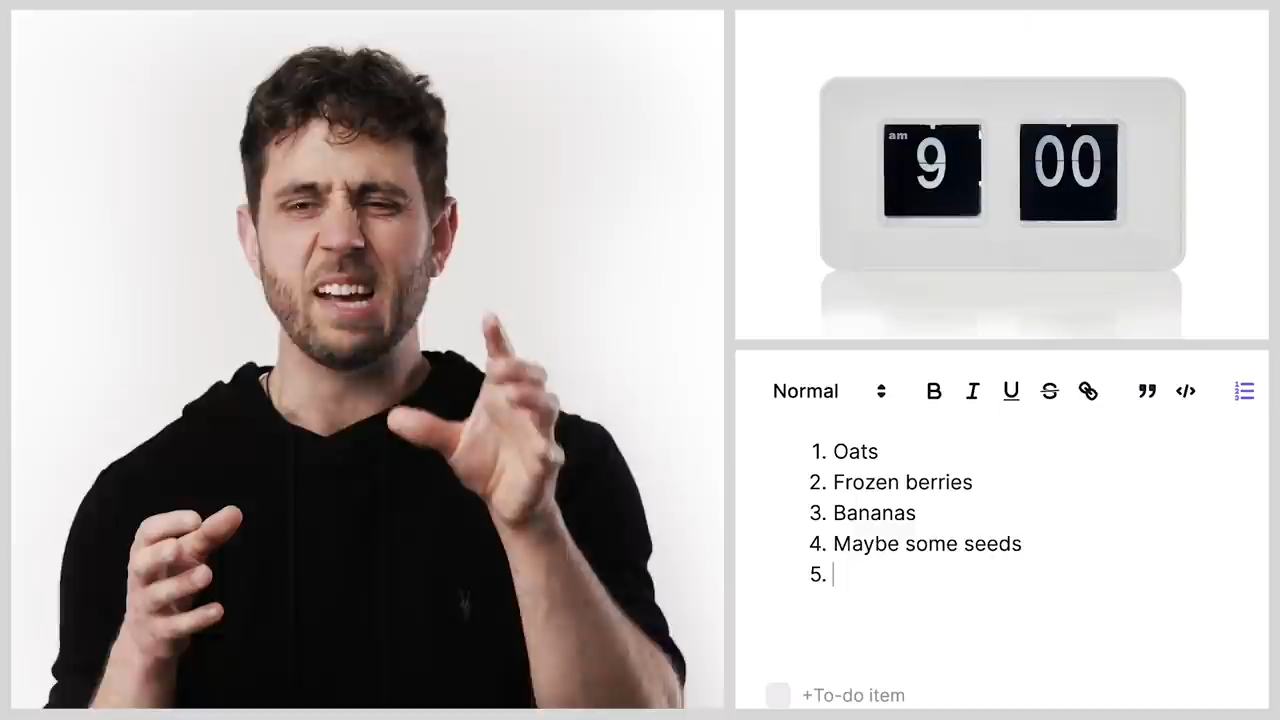 am
9 00
Normal
B I U S
1. Oats
2. Frozen berries
3. Bananas
4. Maybe some seeds
5.
+To-do item